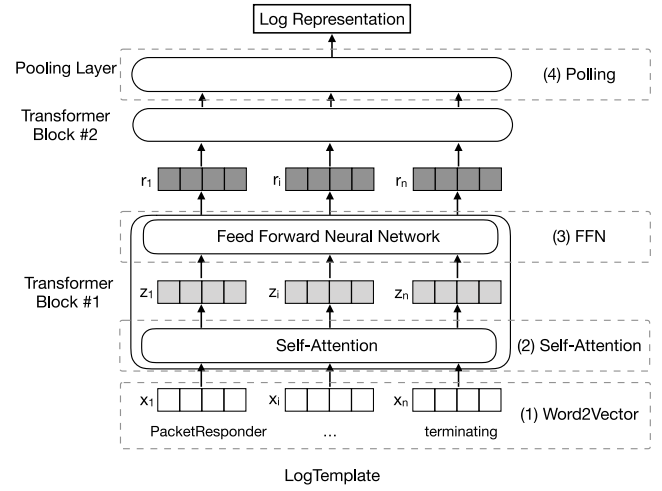 Log Representation
Pooling Layer
(4) Polling
Transformer
Block #2
r1 ri rn
Feed Forward Neural Network
(3) FFN
Transformer
Block #1
z1 zi zn
Self-Attention
(2) Self-Attention
x1 xi xn
(1) Word2Vector
PacketResponder ... terminating
LogTemplate